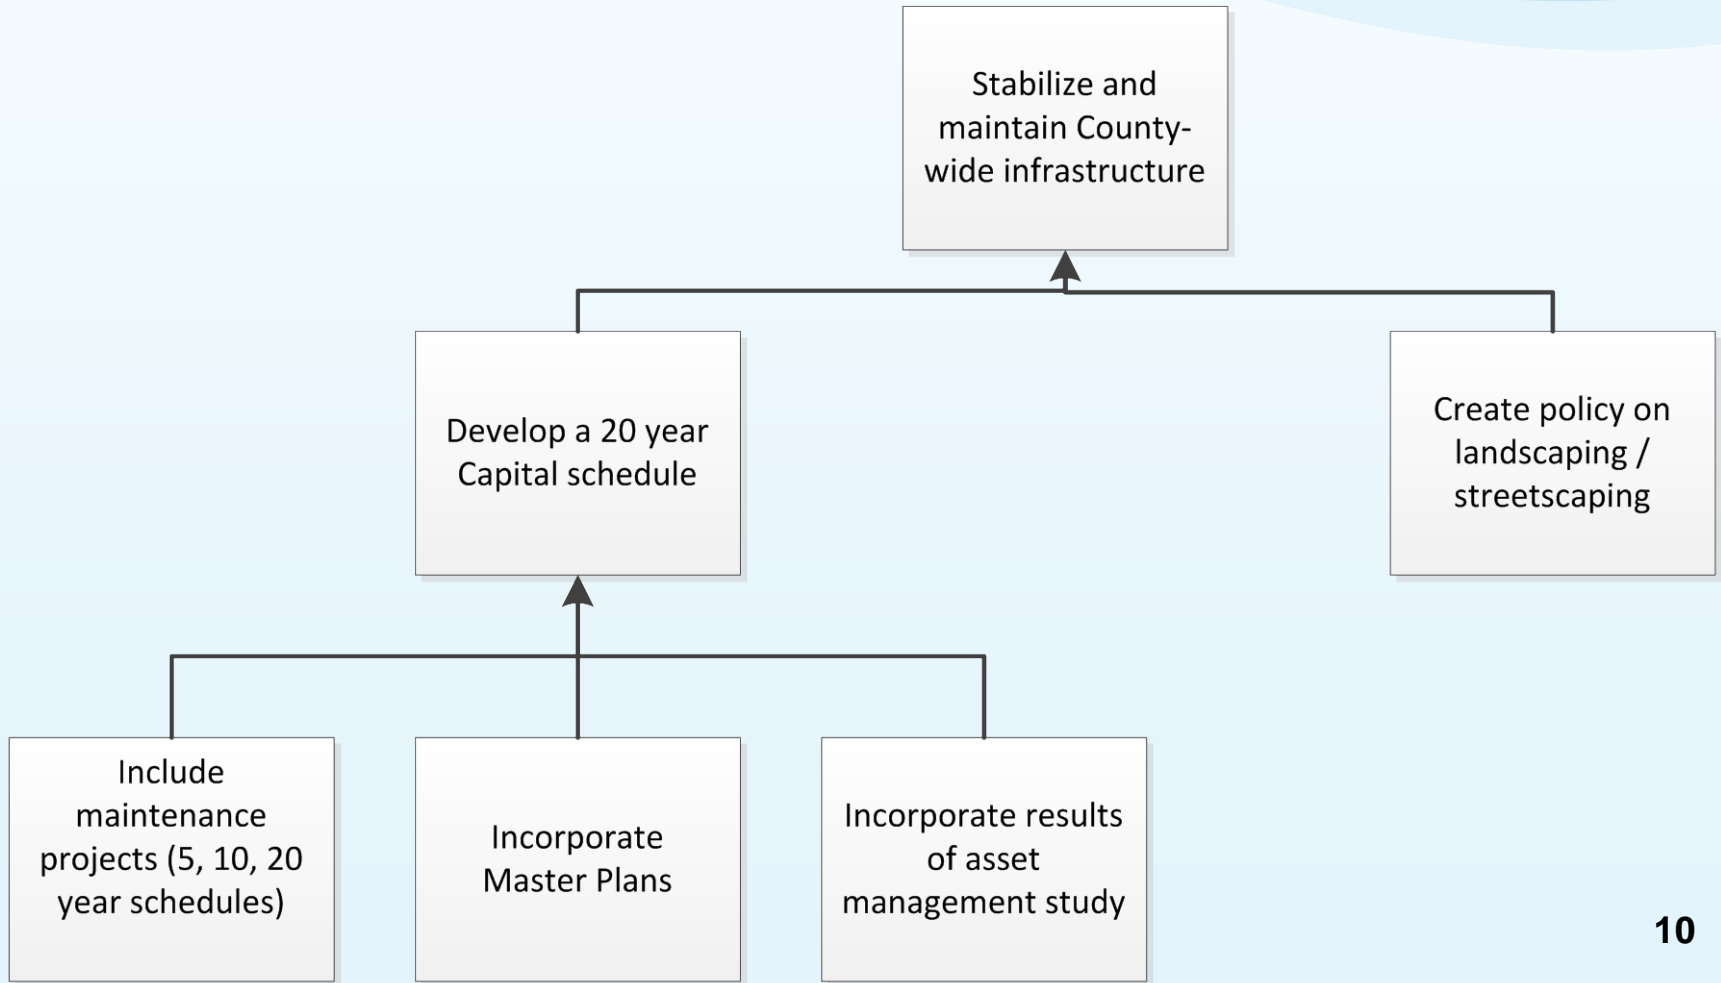 Stabilize and
maintain County-
wide infrastructure
Develop a 20 year
Capital schedule
Create policy on
landscaping /
streetscaping
Include
maintenance
projects (5, 10, 20
year schedules)
Incorporate
Master Plans
Incorporate results
of asset
management study
10